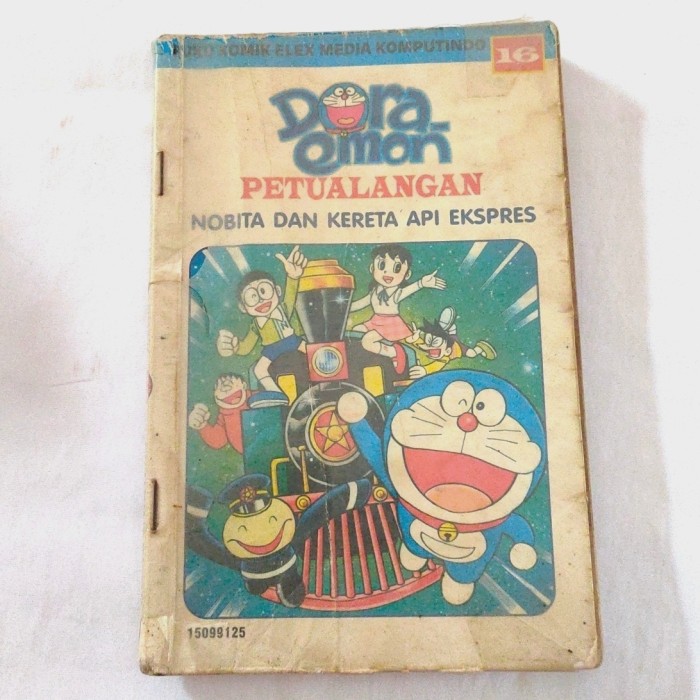 BUKU KOMIK ELEX MEDIA KOMPUTINDO 16
Dora-
emon
PETUALANGAN
NOBITA DAN KERETA API EKSPRES
15099125